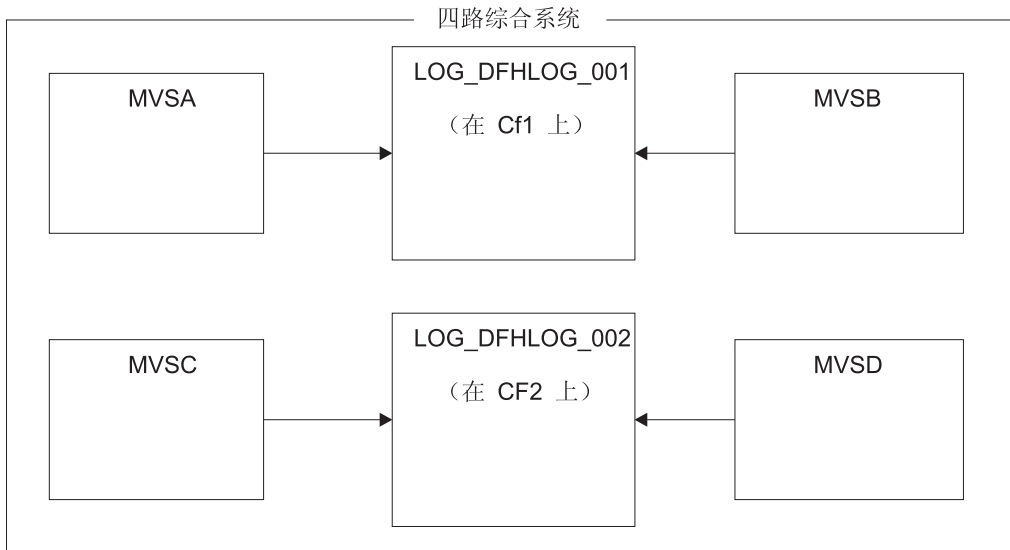 四路综合系统
MVSA
LOG_DFHLOG_001
（在 Cf1 上）
MVSB
MVSC
LOG_DFHLOG_002
（在 CF2 上）
MVSD